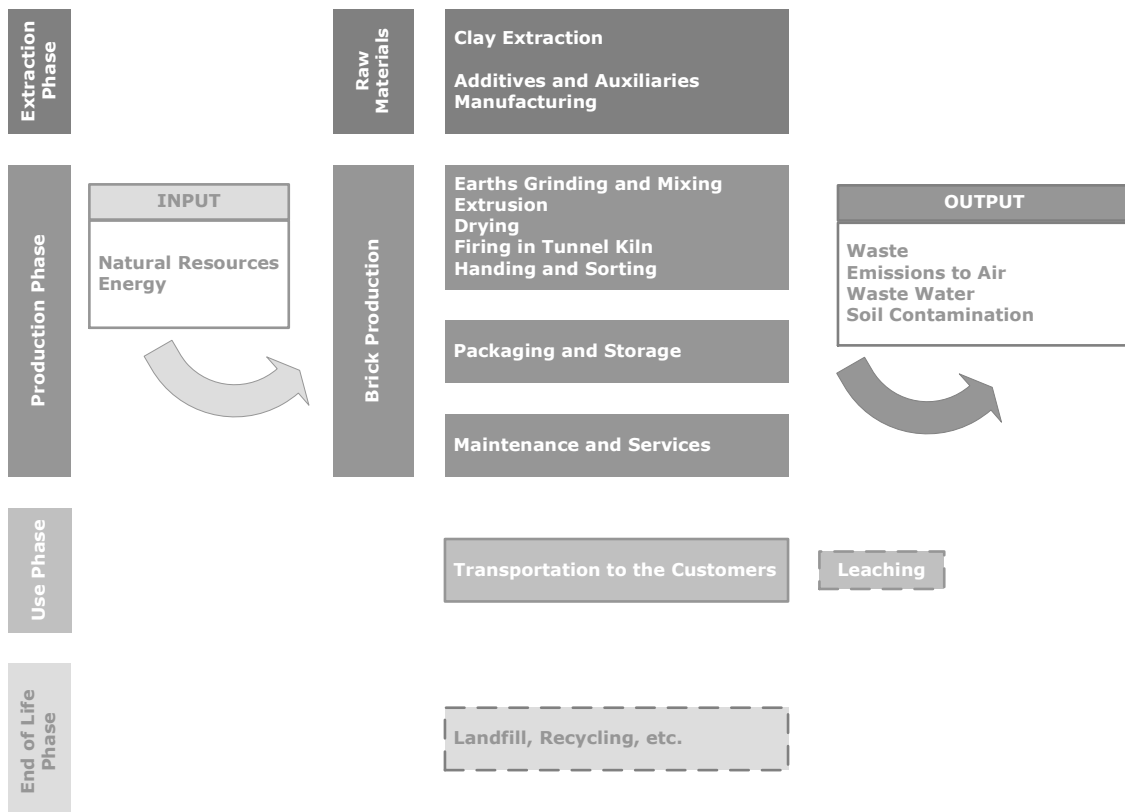 Extraction
Phase
Raw
Materials
Clay Extraction
Additives and Auxiliaries
Manufacturing
Production Phase
INPUT
Natural Resources
Energy
Brick Production
Earths Grinding and Mixing
Extrusion
Drying
Firing in Tunnel Kiln
Handing and Sorting
Packaging and Storage
Maintenance and Services
OUTPUT
Waste
Emissions to Air
Waste Water
Soil Contamination
Use Phase
Transportation to the Customers
Leaching
End of Life
Phase
Landfill, Recycling, etc.